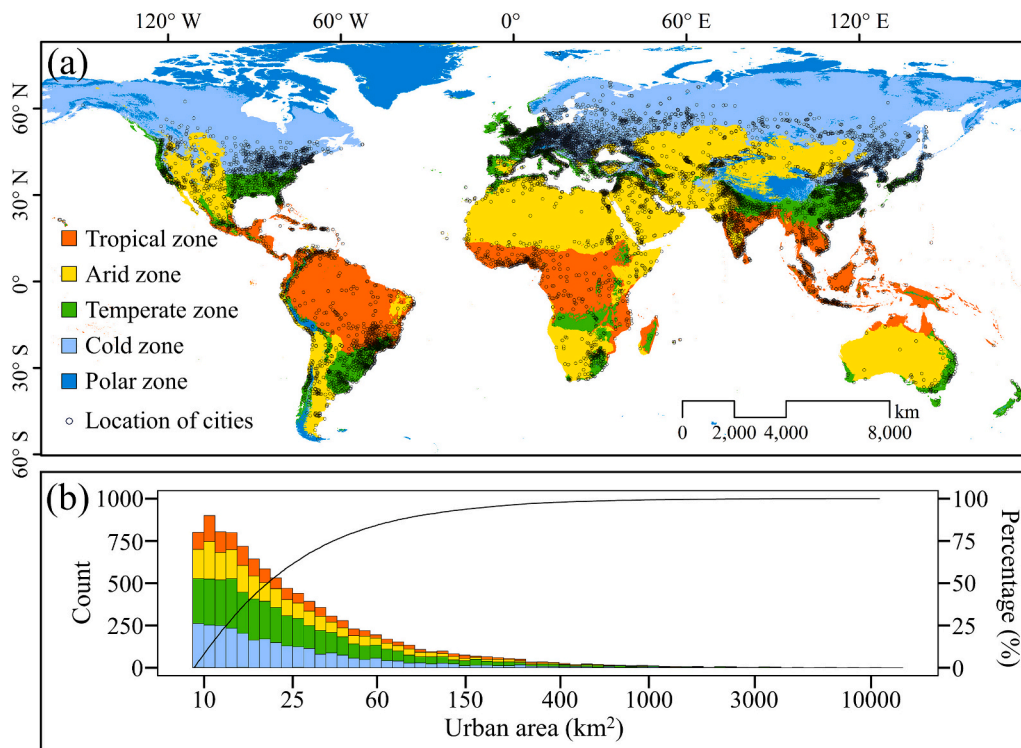 120° W 60° W 0° 60° E 120° E
(a)
60° N
30° N
0°
30° S
60° S
Tropical zone
Arid zone
Temperate zone
Cold zone
Polar zone
Location of cities
km
0 2,000 4,000 8,000
(b)
1000
750
500
250
0
Count
100
75
50
25
0
Percentage (%)
10 25 60 150 400 1000 3000 10000
Urban area (km²)